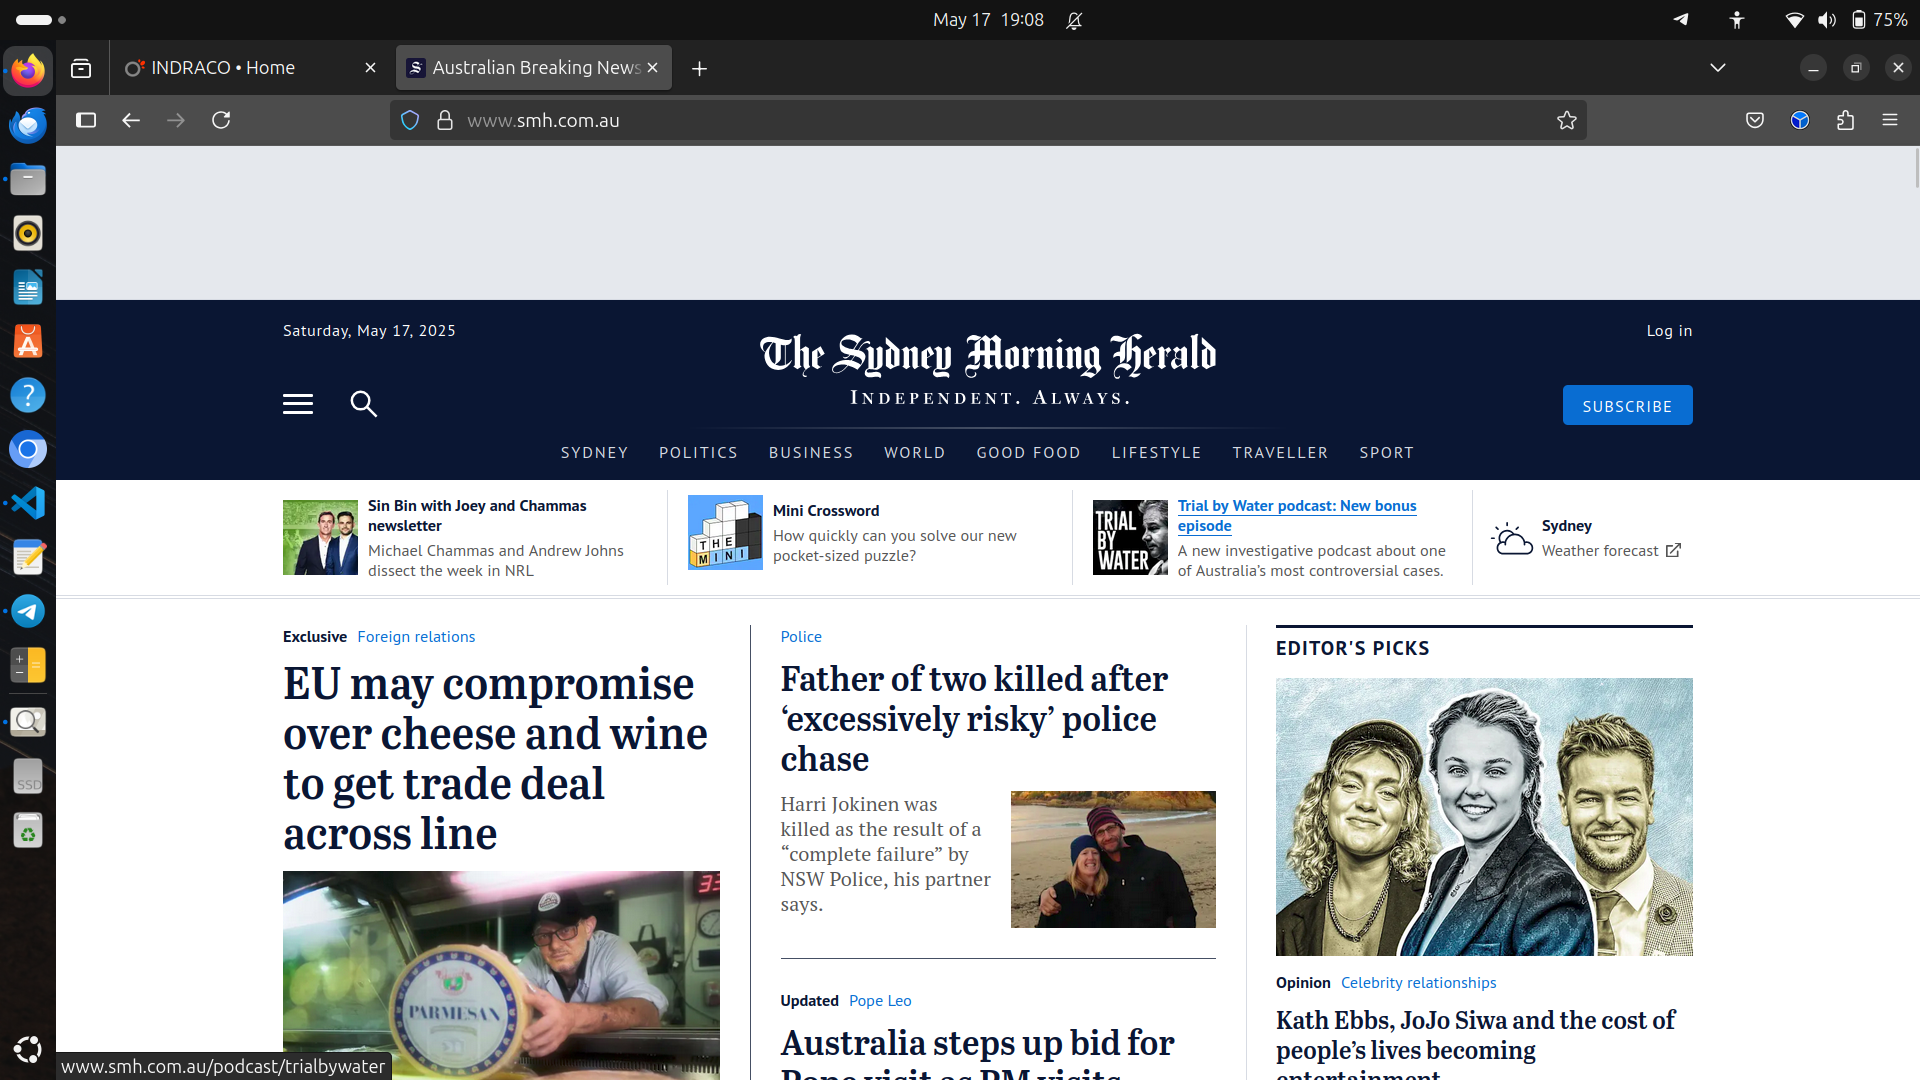 May 17 19:08
75%
INDRACO • Home
Australian Breaking News
www.smh.com.au
Saturday, May 17, 2025
The Sydney Morning Herald
INDEPENDENT. ALWAYS.
Log in
SUBSCRIBE
SYDNEY POLITICS BUSINESS WORLD GOOD FOOD LIFESTYLE TRAVELLER SPORT
Sin Bin with Joey and Chammas
newsletter
Michael Chammas and Andrew Johns
dissect the week in NRL
THE
MINI
Mini Crossword
How quickly can you solve our new
pocket-sized puzzle?
TRIAL
BY
WATER
Trial by Water podcast: New bonus
episode
A new investigative podcast about one
of Australia's most controversial cases.
Sydney
Weather forecast
Exclusive Foreign relations
EU may compromise
over cheese and wine
to get trade deal
across line
33
PARMESAN
Police
Father of two killed after
‘excessively risky’ police
chase
Harri Jokinen was
killed as the result of a
“complete failure” by
NSW Police, his partner
says.
Updated Pope Leo
Australia steps up bid for
Pope visit as PM visits
EDITOR'S PICKS
Opinion Celebrity relationships
Kath Ebbs, JoJo Siwa and the cost of
people’s lives becoming
entertainment
SSD
www.smh.com.au/podcast/trialbywater